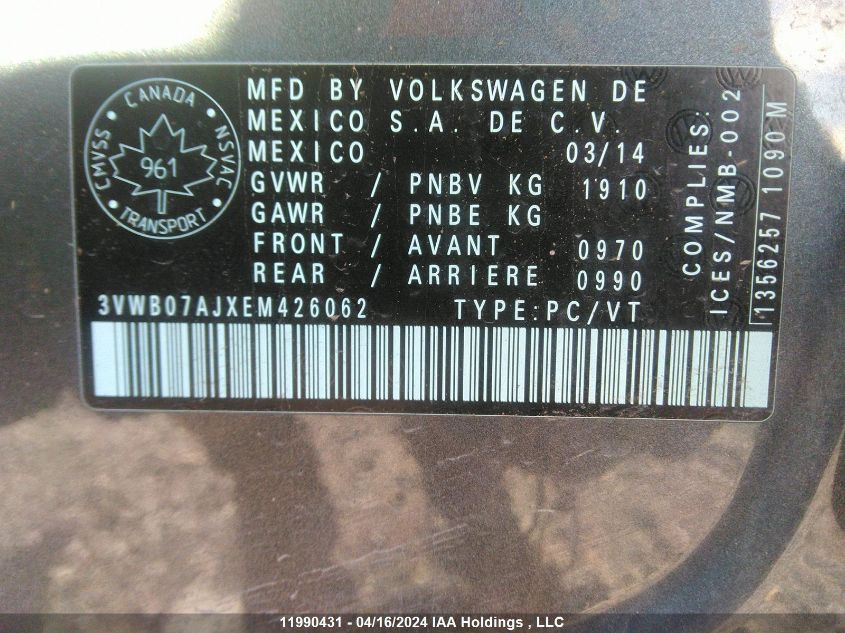 CANADA
CMVSS
NSVAC
961
TRANSPORT
MFD BY VOLKSWAGEN DE
MEXICO S.A. DE C.V.
MEXICO 03/14
GVWR / PNBV KG 1910
GAWR / PNBE KG
FRONT / AVANT 0970
REAR / ARRIERE 0990
3VWB07AJXEM426062 TYPE:PC/VT
COMPLIES:
ICES/NMB-002
1356257 1090 M
11990431 - 04/16/2024 IAA Holdings , LLC